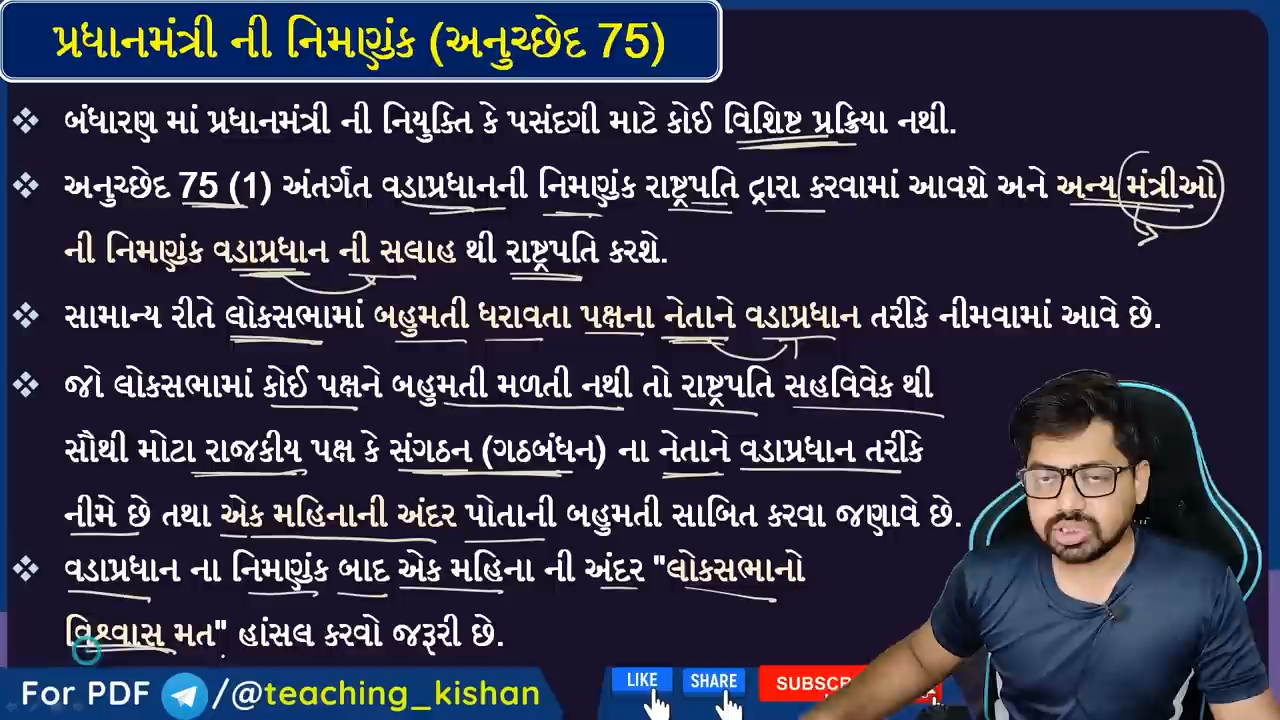 પ્રધાનમંત્રી ની નિમણુંક (અનુચ્છેદ 75)
❖ બંધારણ માં પ્રધાનમંત્રી ની નિયુક્તિ કે પસંદગી માટે કોઈ વિશિષ્ટ પ્રક્રિયા નથી.
❖ અનુચ્છેદ 75 (1) અંતર્ગત વડાપ્રધાનની નિમણુંક રાષ્ટ્રપતિ દ્રારા કરવામાં આવશે અને અન્ય મંત્રીઓ
ની નિમણુંક વડાપ્રધાન ની સલાહ થી રાષ્ટ્રપતિ કરશે.
❖ સામાન્ય રીતે લોકસભામાં બહુમતી ધરાવતા પક્ષના નેતાને વડાપ્રધાન તરીકે નીમવામાં આવે છે.
❖ જો લોકસભામાં કોઈ પક્ષને બહુમતી મળતી નથી તો રાષ્ટ્રપતિ સહવિવેક થી
સૌથી મોટા રાજકીય પક્ષ કે સંગઠન (ગઠબંધન) ના નેતાને વડાપ્રધાન તરીકે
નીમે છે તથા એક મહિનાની અંદર પોતાની બહુમતી સાબિત કરવા જણાવે છે.
❖ વડાપ્રધાન ના નિમણુંક બાદ એક મહિના ની અંદર "લોકસભાનો
વિશ્વાસ મત" હાંસલ કરવો જરૂરી છે.
For PDF /@teaching_kishan
LIKE SHARE SUBSC